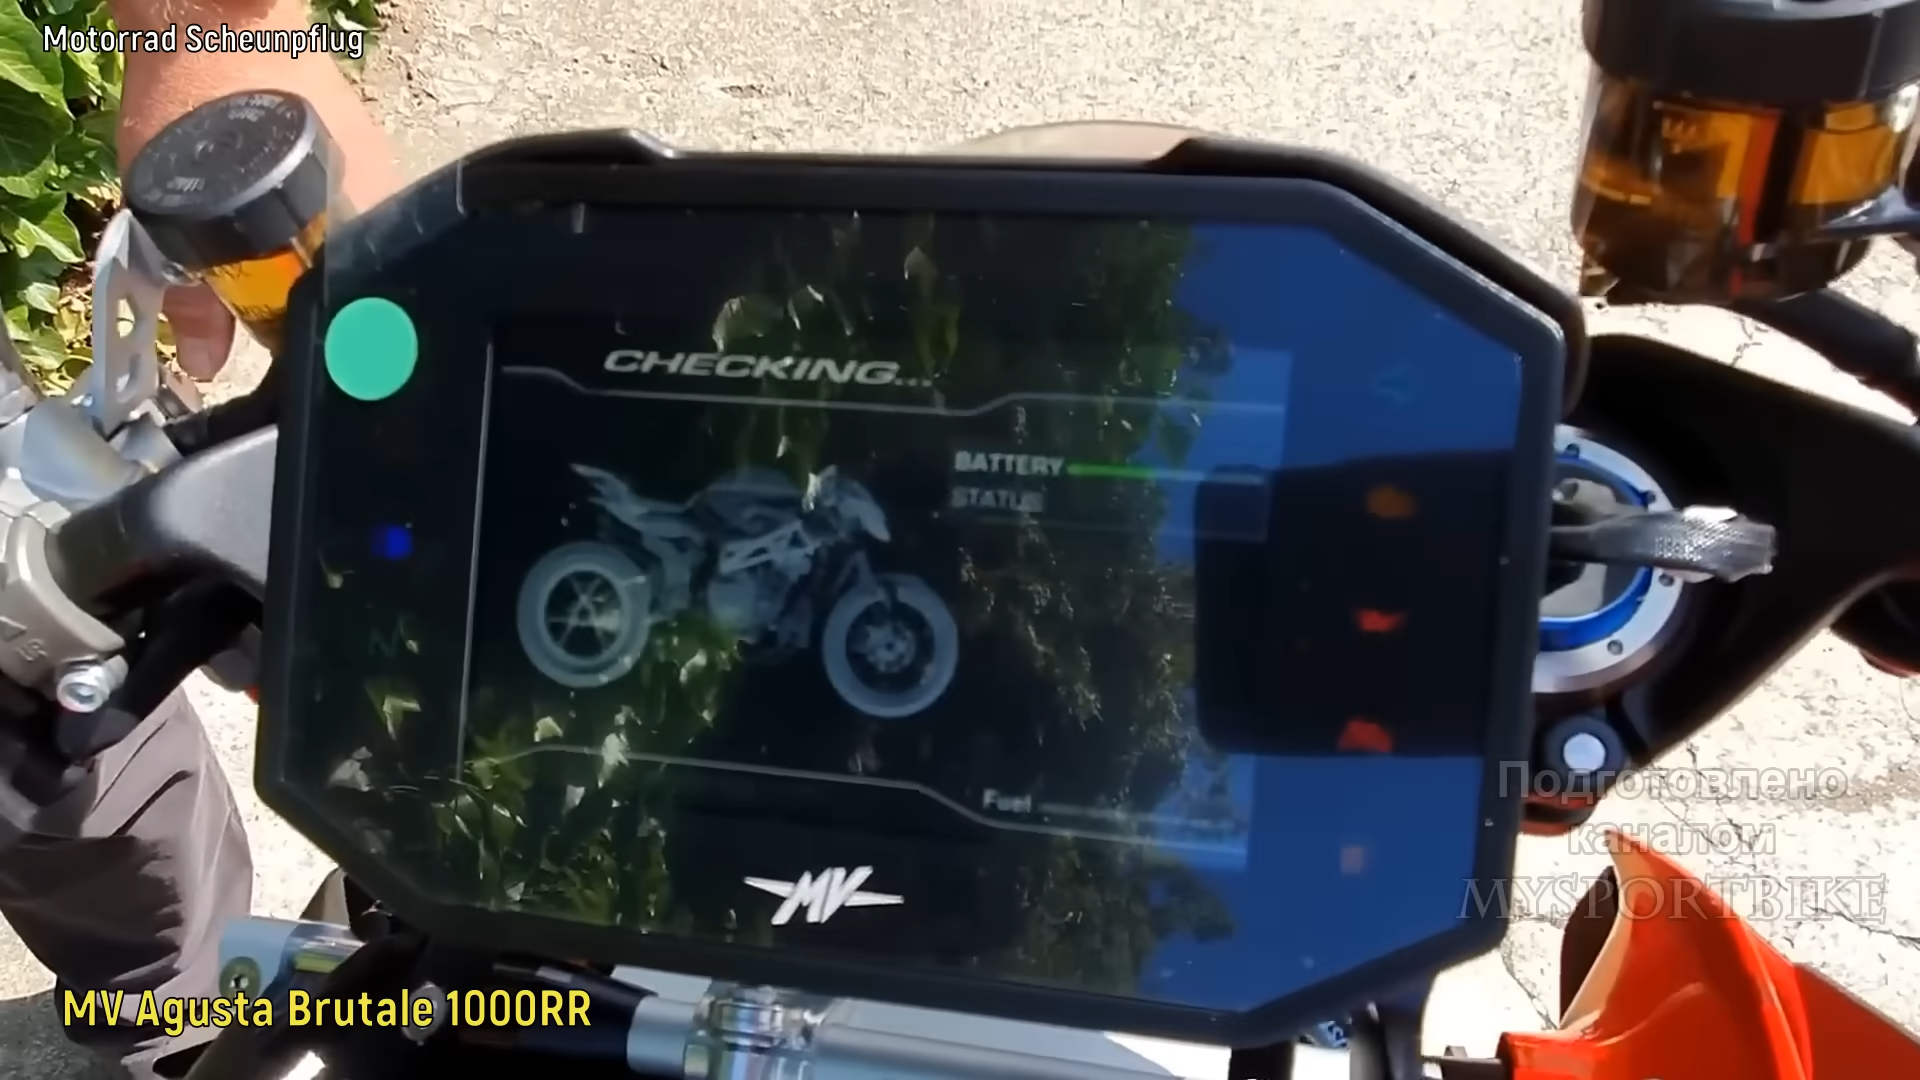 Motorrad Scheunpflug
CHECKING...
BATTERY
STATUS
Fuel
MV
Подготовлено
каналом
MYSPORTBIKE
MV Agusta Brutale 1000RR